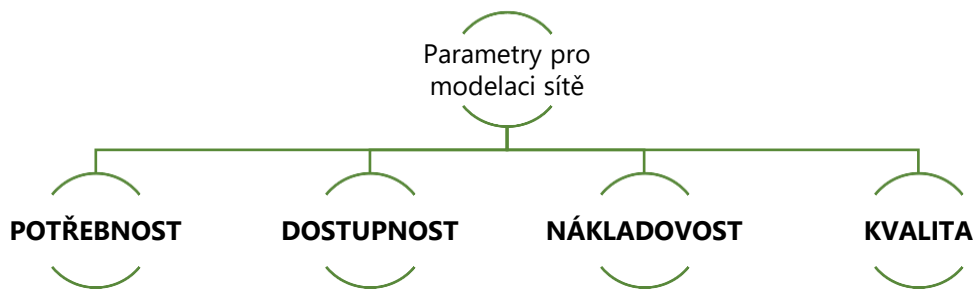 Parametry pro
modelaci sítě
POTŘEBNOST
DOSTUPNOST
NÁKLADOVOST
KVALITA